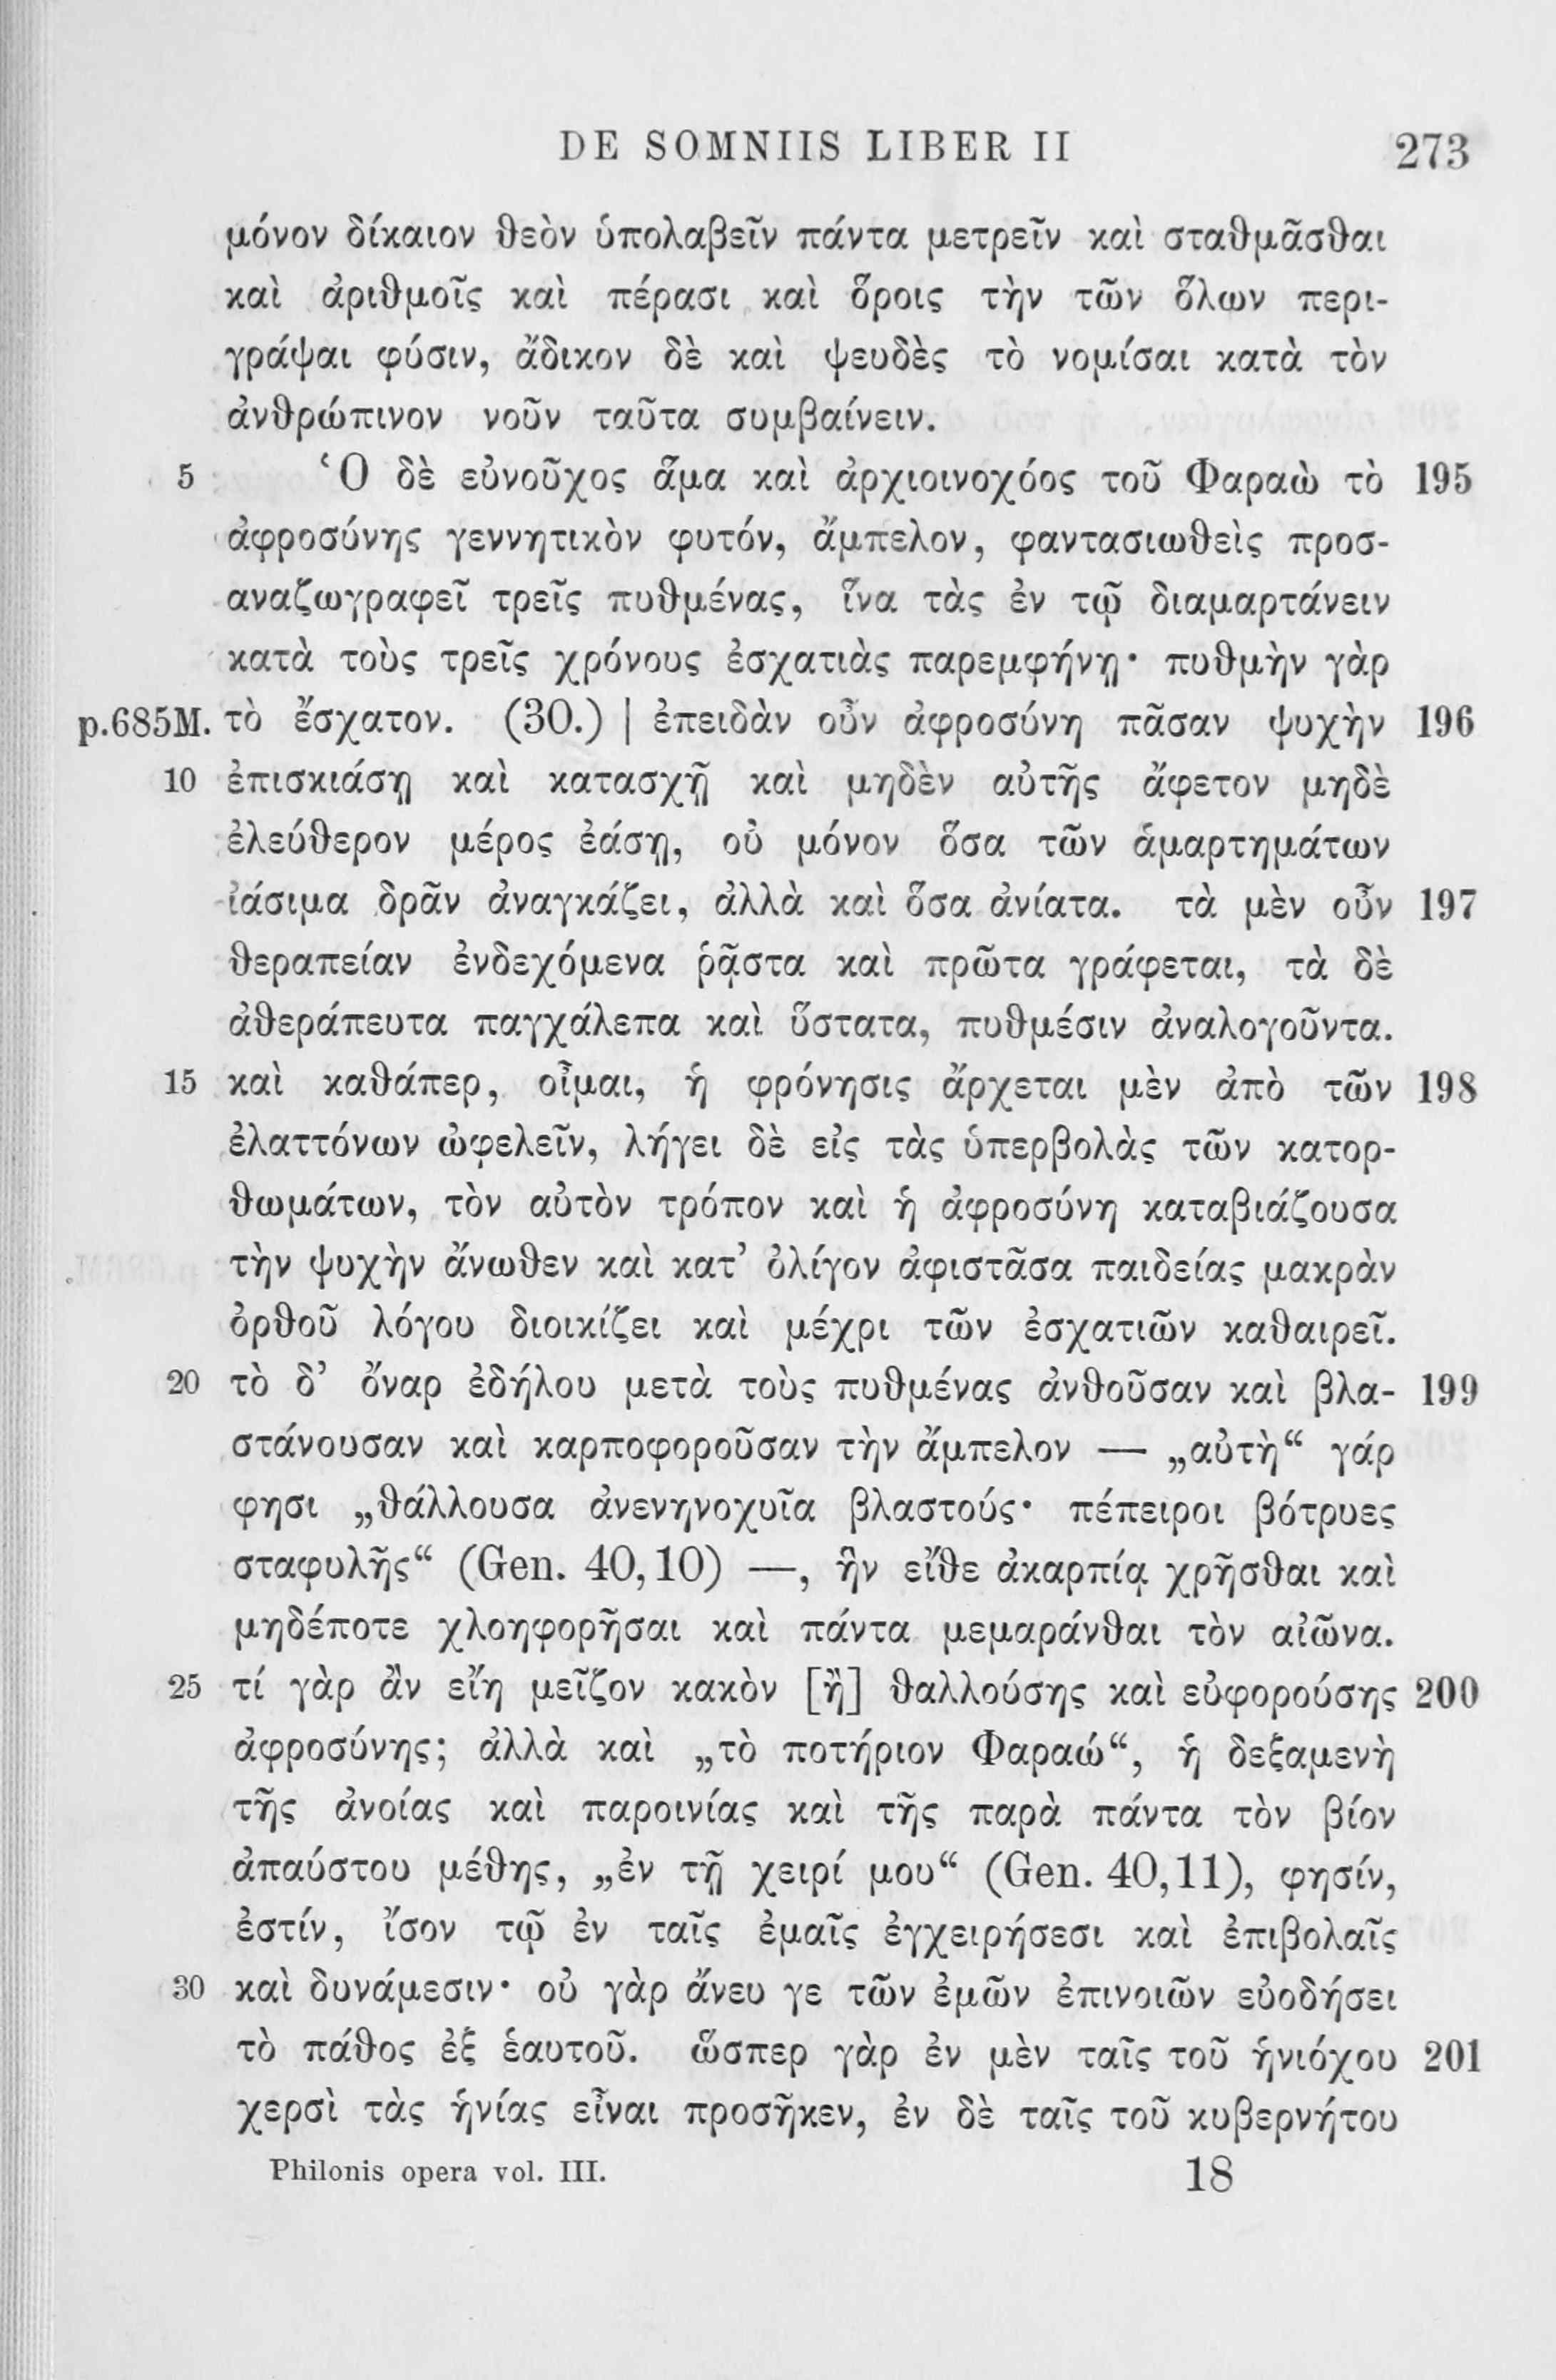 DE SOMNIIS LIBER II 273
μόνον δίκαιον θεὸν ὑπολαβεῖν πάντα μετρεῖν καὶ σταθμᾶσθαι
καὶ ἀριθμοῖς καὶ πέρασι καὶ ὅροις τὴν τῶν ὅλων περι-
γράψαι φύσιν, ἄδικον δὲ καὶ ψευδὲς τὸ νομίσαι κατὰ τὸν
ἀνθρώπινον νοῦν ταῦτα συμβαίνειν.
5 Ὁ δὲ εὐνοῦχος ἅμα καὶ ἀρχιοινοχόος τοῦ Φαραὼ τὸ 195
ἀφροσύνης γεννητικὸν φυτόν, ἄμπελον, φαντασιωθεὶς προσ-
αναζωγραφεῖ τρεῖς πυθμένας, ἵνα τὰς ἐν τῷ διαμαρτάνειν
κατὰ τοὺς τρεῖς χρόνους ἐσχατιὰς παρεμφήνῃ· πυθμὴν γὰρ
p.685M. τὸ ἔσχατον. (30.) | ἐπειδὰν οὖν ἀφροσύνη πᾶσαν ψυχὴν 196
10 ἐπισκιάσῃ καὶ κατασχῇ καὶ μηδὲν αὐτῆς ἄφετον μηδὲ
ἐλεύθερον μέρος ἐάσῃ, οὐ μόνον ὅσα τῶν ἁμαρτημάτων
ἰάσιμα δρᾶν ἀναγκάζει, ἀλλὰ καὶ ὅσα ἀνίατα. τὰ μὲν οὖν 197
θεραπείαν ἐνδεχόμενα ῥᾷστα καὶ πρῶτα γράφεται, τὰ δὲ
ἀθεράπευτα παγχάλεπα καὶ ὕστατα, πυθμέσιν ἀναλογοῦντα.
15 καὶ καθάπερ, οἶμαι, ἡ φρόνησις ἄρχεται μὲν ἀπὸ τῶν 198
ἐλαττόνων ὠφελεῖν, λήγει δὲ εἰς τὰς ὑπερβολὰς τῶν κατορ-
θωμάτων, τὸν αὐτὸν τρόπον καὶ ἡ ἀφροσύνη καταβιάζουσα
τὴν ψυχὴν ἄνωθεν καὶ κατ’ ὀλίγον ἀφιστᾶσα παιδείας μακρὰν
ὀρθοῦ λόγου διοικίζει καὶ μέχρι τῶν ἐσχατιῶν καθαιρεῖ.
20 τὸ δ’ ὄναρ ἐδήλου μετὰ τοὺς πυθμένας ἀνθοῦσαν καὶ βλα- 199
στάνουσαν καὶ καρποφοροῦσαν τὴν ἄμπελον — „αὐτὴ“ γάρ
φησι „θάλλουσα ἀνενηνοχυῖα βλαστούς· πέπειροι βότρυες
σταφυλῆς“ (Gen. 40,10) —, ἣν εἴθε ἀκαρπίᾳ χρῆσθαι καὶ
μηδέποτε χλοηφορῆσαι καὶ πάντα μεμαράνθαι τὸν αἰῶνα.
25 τί γὰρ ἂν εἴη μεῖζον κακὸν [ἢ] θαλλούσης καὶ εὐφορούσης 200
ἀφροσύνης; ἀλλὰ καὶ „τὸ ποτήριον Φαραώ“, ἡ δεξαμενὴ
τῆς ἀνοίας καὶ παροινίας καὶ τῆς παρὰ πάντα τὸν βίον
ἀπαύστου μέθης, „ἐν τῇ χειρί μου“ (Gen. 40,11), φησίν,
ἐστίν, ἴσον τῷ ἐν ταῖς ἐμαῖς ἐγχειρήσεσι καὶ ἐπιβολαῖς
30 καὶ δυνάμεσιν· οὐ γὰρ ἄνευ γε τῶν ἐμῶν ἐπινοιῶν εὐοδήσει
τὸ πάθος ἐξ ἑαυτοῦ. ὥσπερ γὰρ ἐν μὲν ταῖς τοῦ ἡνιόχου 201
χερσὶ τὰς ἡνίας εἶναι προσῆκεν, ἐν δὲ ταῖς τοῦ κυβερνήτου
Philonis opera vol. III. 18